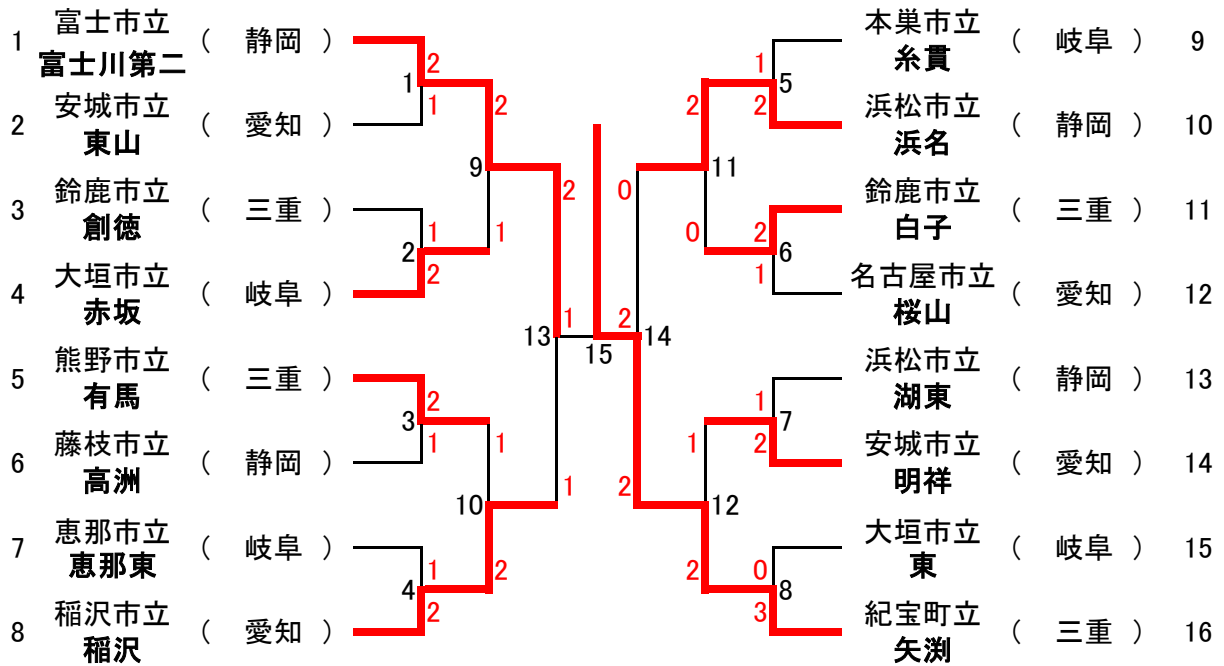 1 富士市立 富士川第二 ( 静岡 )
2 安城市立 東山 ( 愛知 )
3 鈴鹿市立 創徳 ( 三重 )
4 大垣市立 赤坂 ( 岐阜 )
5 熊野市立 有馬 ( 三重 )
6 藤枝市立 高洲 ( 静岡 )
7 恵那市立 恵那東 ( 岐阜 )
8 稲沢市立 稲沢 ( 愛知 )
2
1
1
1
2
2
2
1
3
1
1
4
2
2
9
1
1
10
2
2
13
1
1
15
2
0
14
2
2
11
0
1
12
2
1
5
2
2
6
1
1
7
2
0
8
3
本巣市立 糸貫 ( 岐阜 ) 9
浜松市立 浜名 ( 静岡 ) 10
鈴鹿市立 白子 ( 三重 ) 11
名古屋市立 桜山 ( 愛知 ) 12
浜松市立 湖東 ( 静岡 ) 13
安城市立 明祥 ( 愛知 ) 14
大垣市立 東 ( 岐阜 ) 15
紀宝町立 矢渕 ( 三重 ) 16